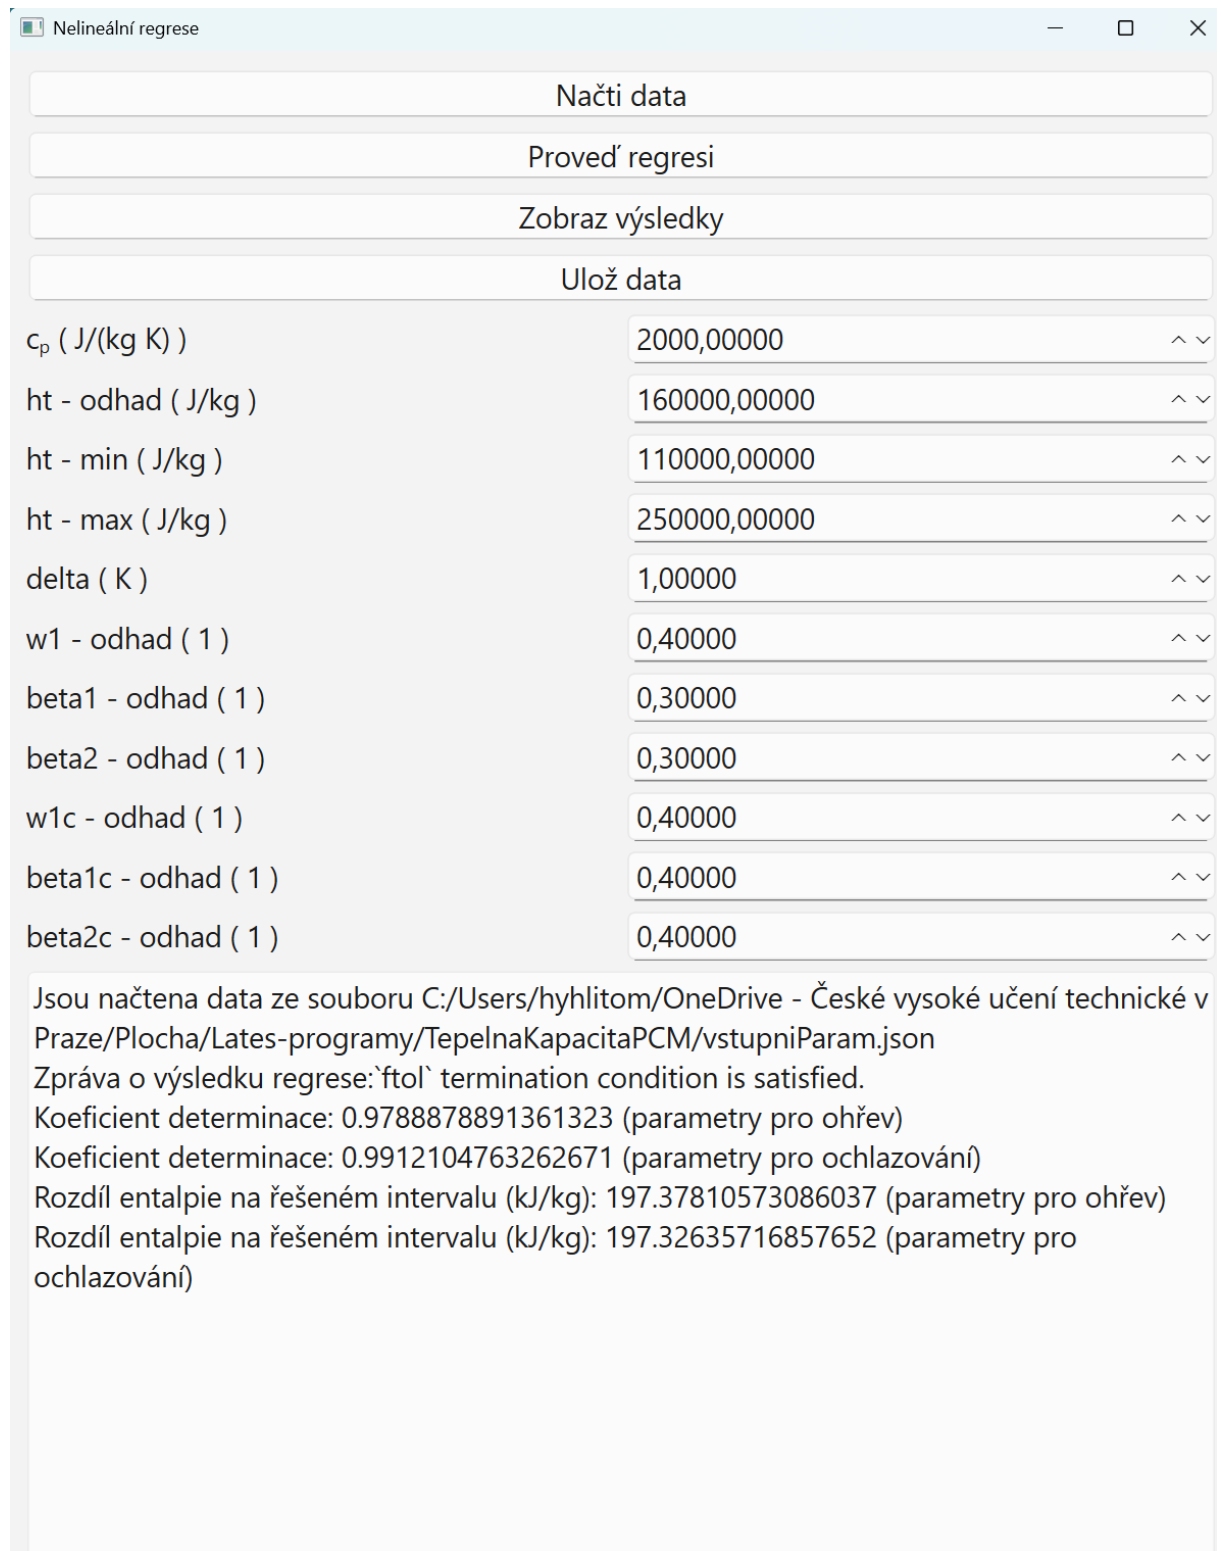 Nelineální regrese
Načti data
Proveď regresi
Zobraz výsledky
Ulož data
cₚ ( J/(kg K) ) 2000,00000
ht - odhad ( J/kg ) 160000,00000
ht - min ( J/kg ) 110000,00000
ht - max ( J/kg ) 250000,00000
delta ( K ) 1,00000
w1 - odhad ( 1 ) 0,40000
beta1 - odhad ( 1 ) 0,30000
beta2 - odhad ( 1 ) 0,30000
w1c - odhad ( 1 ) 0,40000
beta1c - odhad ( 1 ) 0,40000
beta2c - odhad ( 1 ) 0,40000
Jsou načtena data ze souboru C:/Users/hyhlitom/OneDrive - České vysoké učení technické v
Praze/Plocha/Lates-programy/TepelnaKapacitaPCM/vstupniParam.json
Zpráva o výsledku regrese:`ftol` termination condition is satisfied.
Koeficient determinace: 0.9788878891361323 (parametry pro ohřev)
Koeficient determinace: 0.9912104763262671 (parametry pro ochlazování)
Rozdíl entalpie na řešeném intervalu (kJ/kg): 197.37810573086037 (parametry pro ohřev)
Rozdíl entalpie na řešeném intervalu (kJ/kg): 197.32635716857652 (parametry pro
ochlazování)